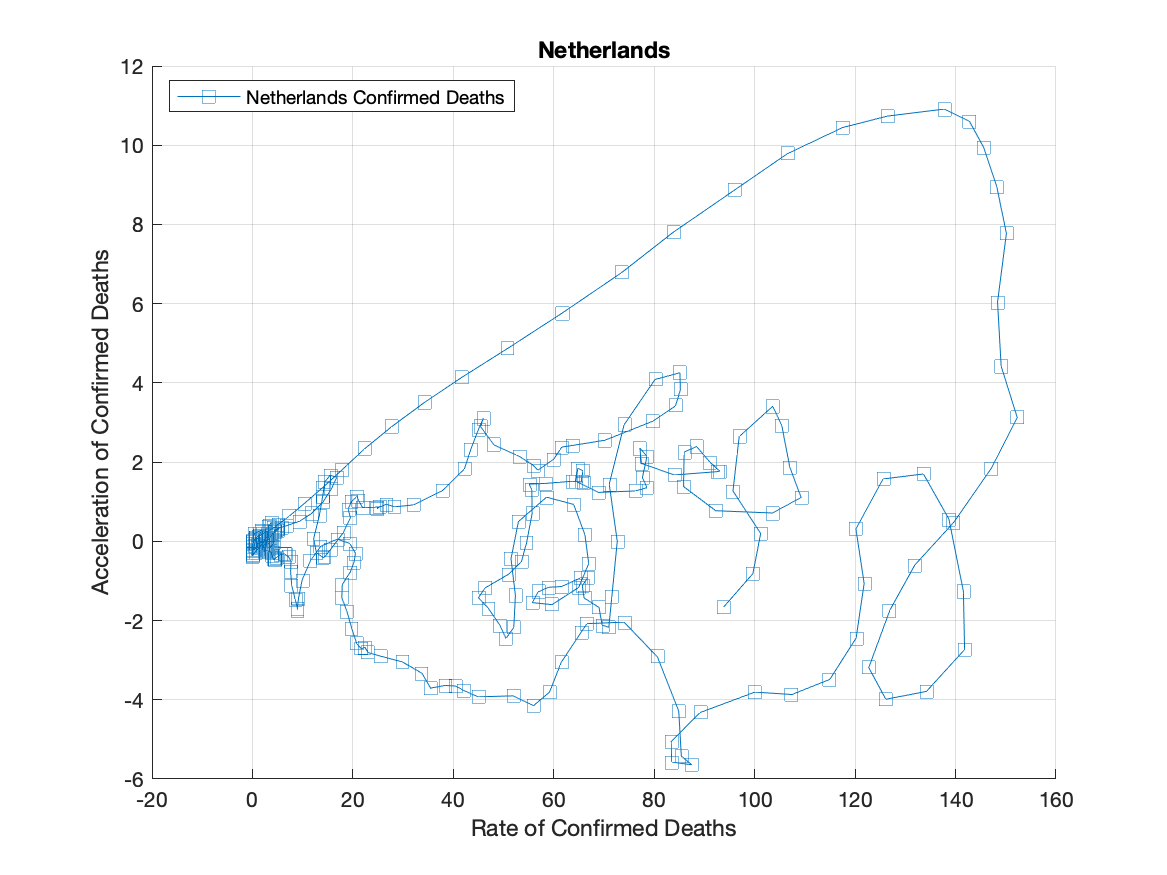 Netherlands
Netherlands Confirmed Deaths
12
10
8
6
4
2
0
-2
-4
-6
Acceleration of Confirmed Deaths
-20 0 20 40 60 80 100 120 140 160
Rate of Confirmed Deaths